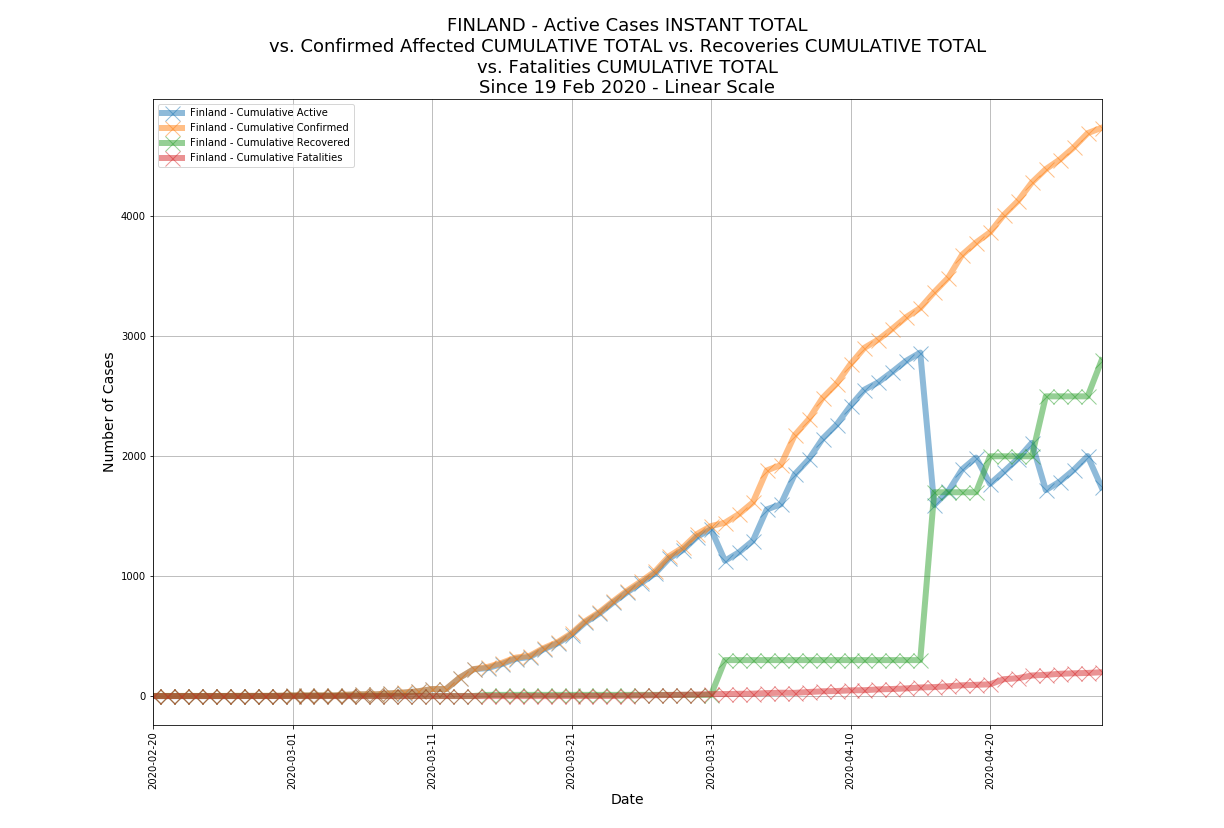 FINLAND - Active Cases INSTANT TOTAL
vs. Confirmed Affected CUMULATIVE TOTAL vs. Recoveries CUMULATIVE TOTAL
vs. Fatalities CUMULATIVE TOTAL
Since 19 Feb 2020 - Linear Scale
Finland - Cumulative Active
Finland - Cumulative Confirmed
Finland - Cumulative Recovered
Finland - Cumulative Fatalities
Number of Cases
4000
3000
2000
1000
0
2020-02-20
2020-03-01
2020-03-11
2020-03-21
2020-03-31
2020-04-10
2020-04-20
Date